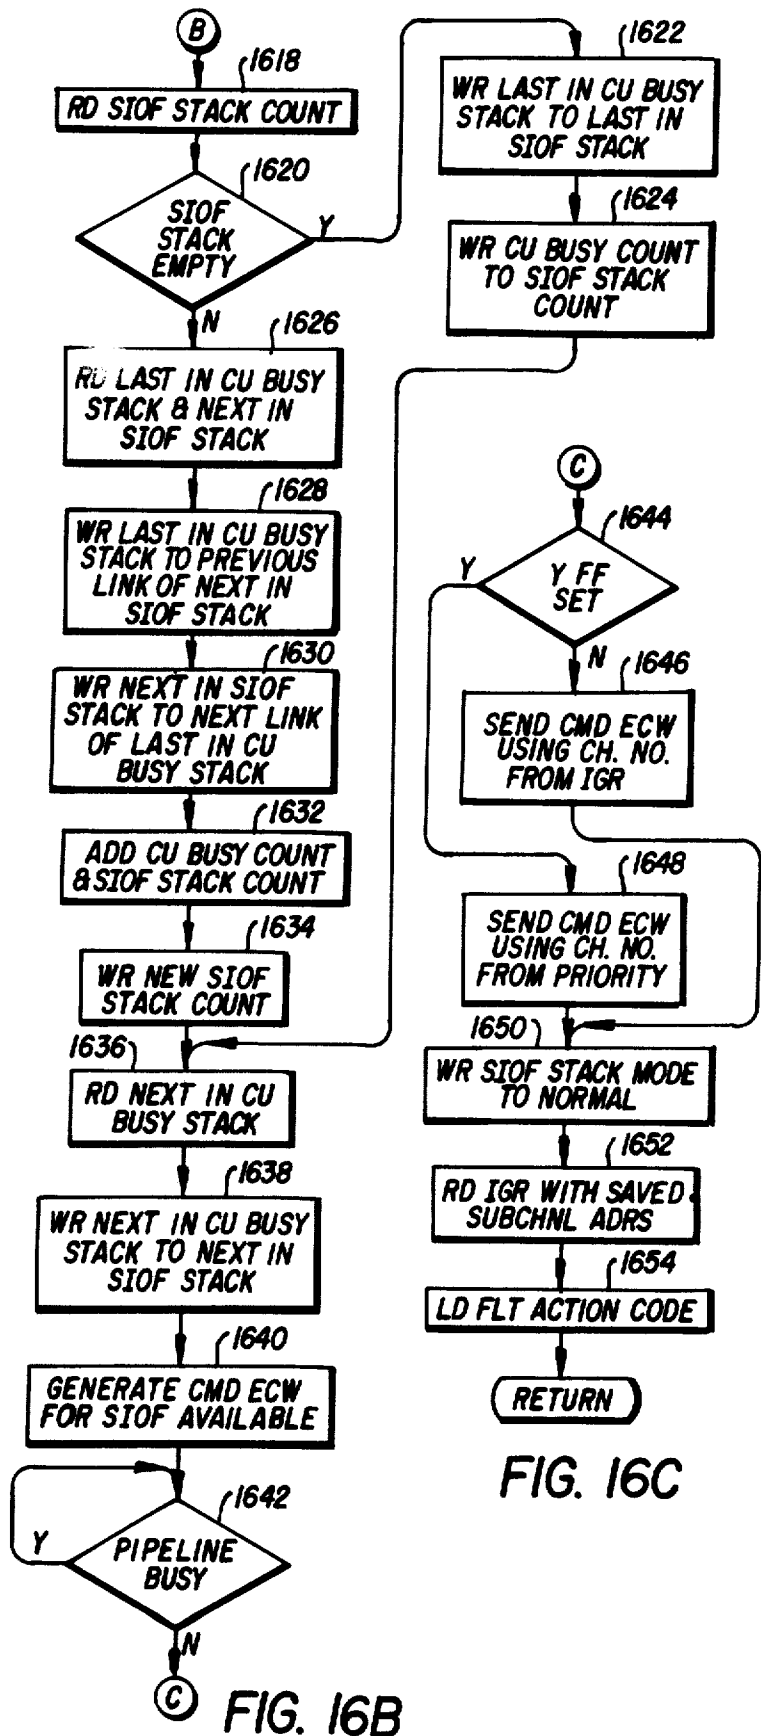 B
1618
RD SIOF STACK COUNT
1620
SIOF
STACK
EMPTY
Y
N
1622
WR LAST IN CU BUSY
STACK TO LAST IN
SIOF STACK
1624
WR CU BUSY COUNT
TO SIOF STACK
COUNT
1626
RD LAST IN CU BUSY
STACK & NEXT IN
SIOF STACK
1628
WR LAST IN CU BUSY
STACK TO PREVIOUS
LINK OF NEXT IN
SIOF STACK
1630
WR NEXT IN SIOF
STACK TO NEXT LINK
OF LAST IN CU
BUSY STACK
1632
ADD CU BUSY COUNT
& SIOF STACK COUNT
1634
WR NEW SIOF
STACK COUNT
1636
RD NEXT IN CU
BUSY STACK
1638
WR NEXT IN CU BUSY
STACK TO NEXT IN
SIOF STACK
1640
GENERATE CMD ECW
FOR SIOF AVAILABLE
1642
PIPELINE
BUSY
Y
N
C
FIG. 16B
C
1644
Y FF
SET
Y
N
1646
SEND CMD ECW
USING CH. NO.
FROM IGR
1648
SEND CMD ECW
USING CH. NO.
FROM PRIORITY
1650
WR SIOF STACK MODE
TO NORMAL
1652
RD IGR WITH SAVED
SUBCHNL ADRS
1654
LD FLT ACTION CODE
RETURN
FIG. 16C